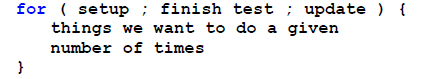 for ( setup ; finish test ; update ) {
    things we want to do a given
    number of times
}